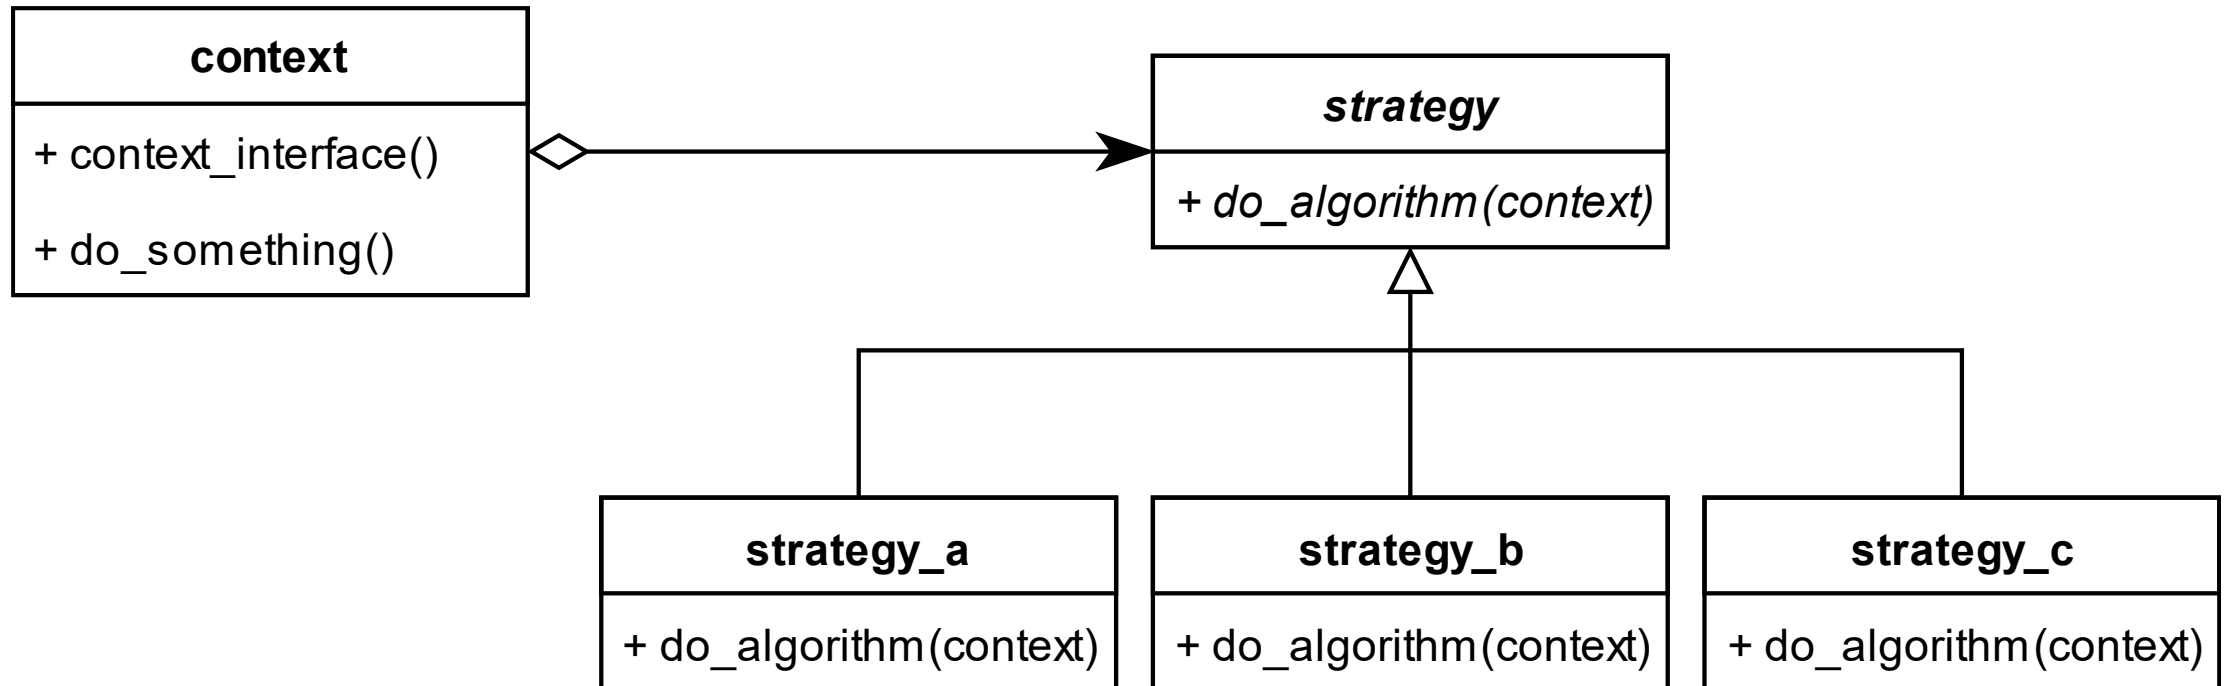 context
+ context_interface()
+ do_something()
strategy
+ do_algorithm(context)
strategy_a
+ do_algorithm(context)
strategy_b
+ do_algorithm(context)
strategy_c
+ do_algorithm(context)